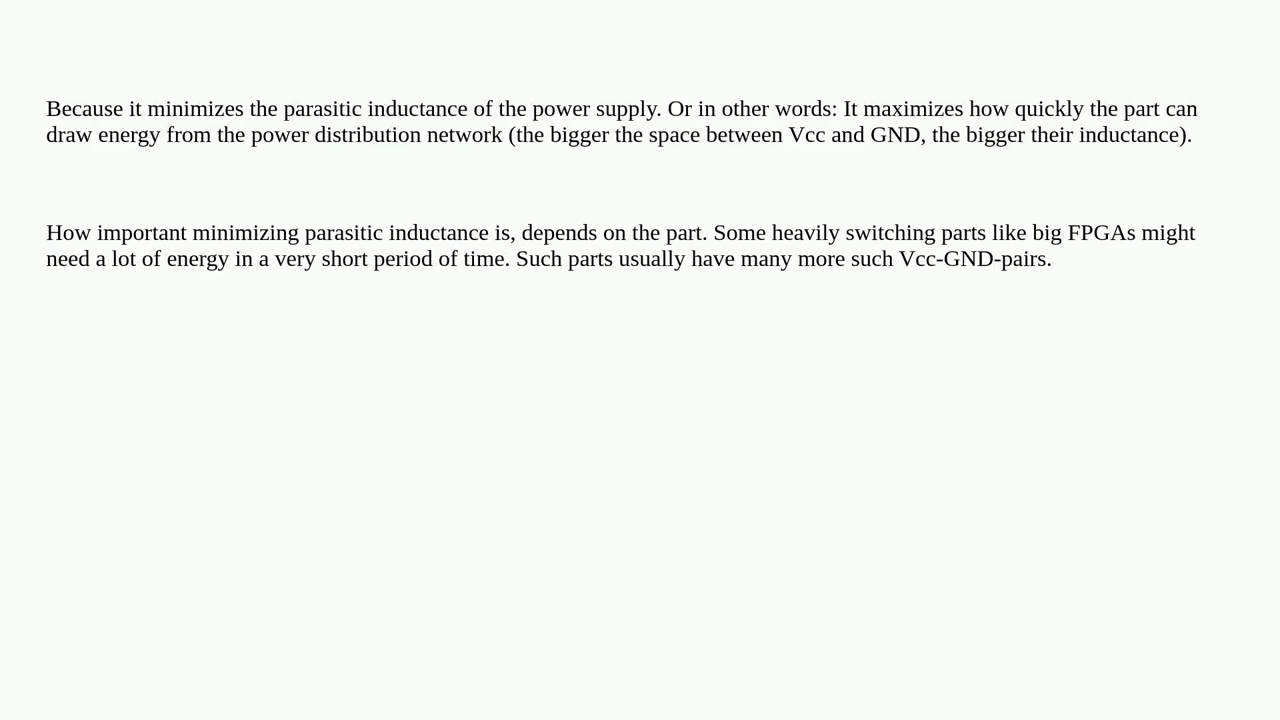 Because it minimizes the parasitic inductance of the power supply. Or in other words: It maximizes how quickly the part can
draw energy from the power distribution network (the bigger the space between Vcc and GND, the bigger their inductance).
How important minimizing parasitic inductance is, depends on the part. Some heavily switching parts like big FPGAs might
need a lot of energy in a very short period of time. Such parts usually have many more such Vcc-GND-pairs.